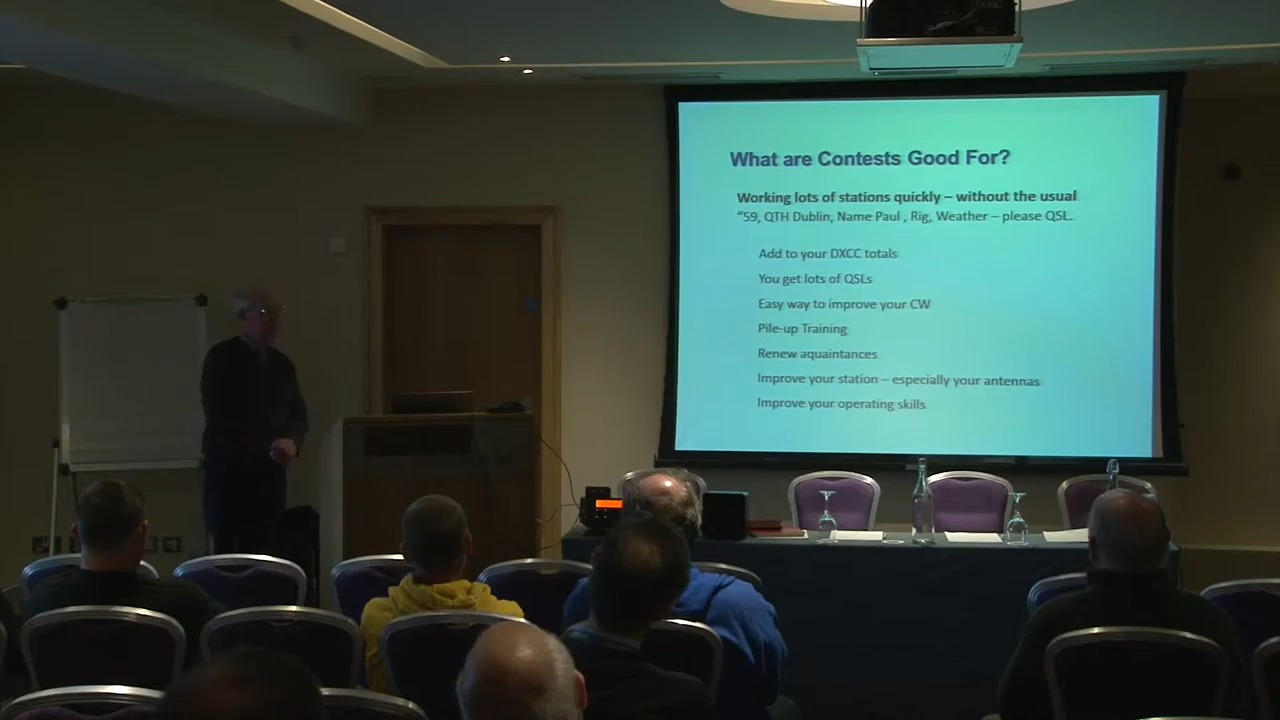 What are Contests Good For?
Working lots of stations quickly – without the usual
“59, QTH Dublin, Name Paul , Rig, Weather – please QSL.
Add to your DXCC totals
You get lots of QSLs
Easy way to improve your CW
Pile-up Training
Renew aquaintances
Improve your station – especially your antennas
Improve your operating skills